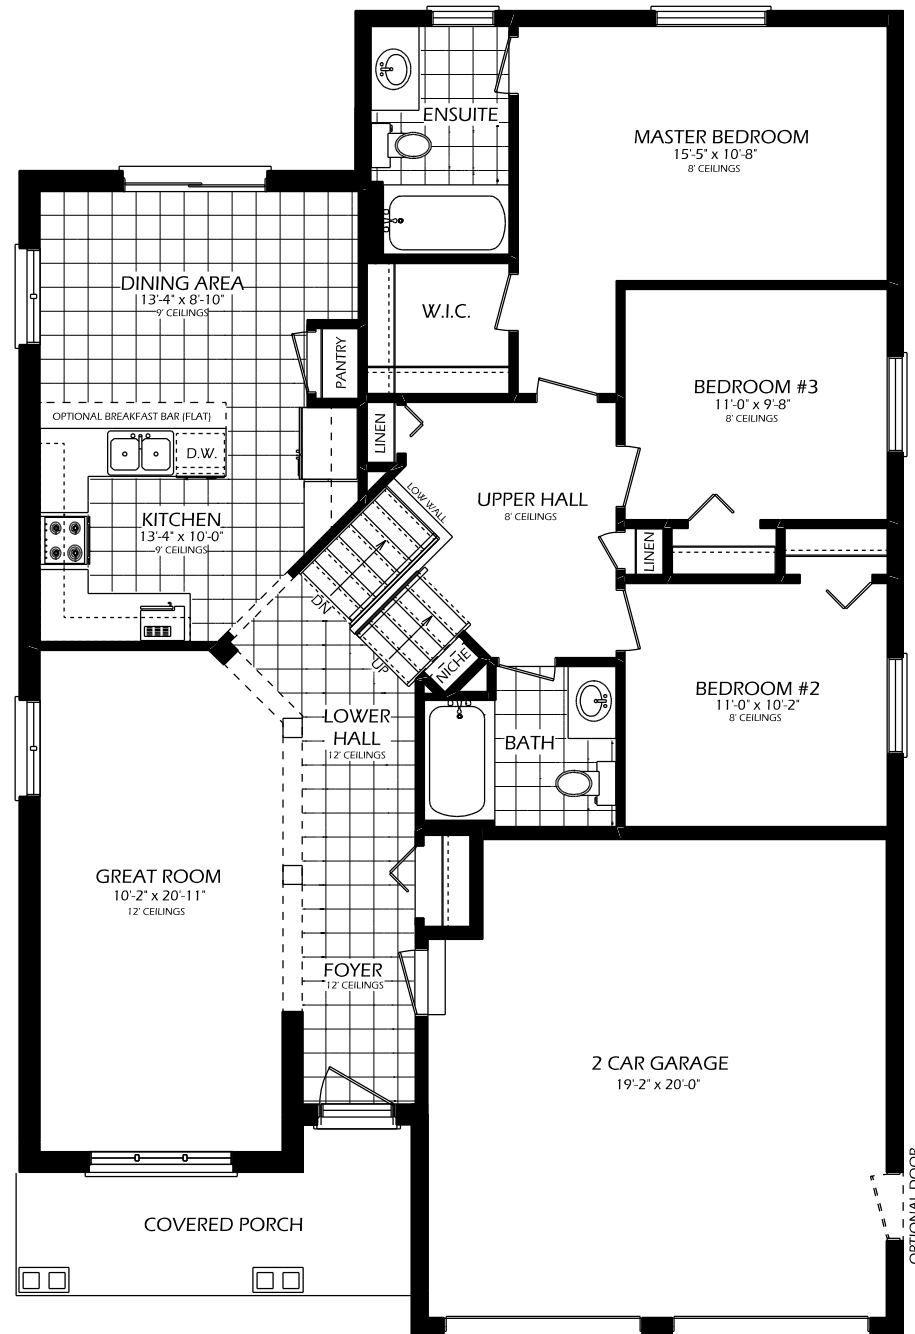 ENSUITE
MASTER BEDROOM
15'-5" x 10'-8"
8' CEILINGS
DINING AREA
13'-4" x 8'-10"
9' CEILINGS
W.I.C.
PANTRY
BEDROOM #3
11'-0" x 9'-8"
8' CEILINGS
OPTIONAL BREAKFAST BAR (FLAT)
LINEN
D.W.
LOW WALL
UPPER HALL
8' CEILINGS
KITCHEN
13'-4" x 10'-0"
9' CEILINGS
LINEN
DN
UP
NICHE
BEDROOM #2
11'-0" x 10'-2"
8' CEILINGS
LOWER
HALL
12' CEILINGS
BATH
GREAT ROOM
10'-2" x 20'-11"
12' CEILINGS
FOYER
12' CEILINGS
2 CAR GARAGE
19'-2" x 20'-0"
OPTIONAL DOOR
COVERED PORCH